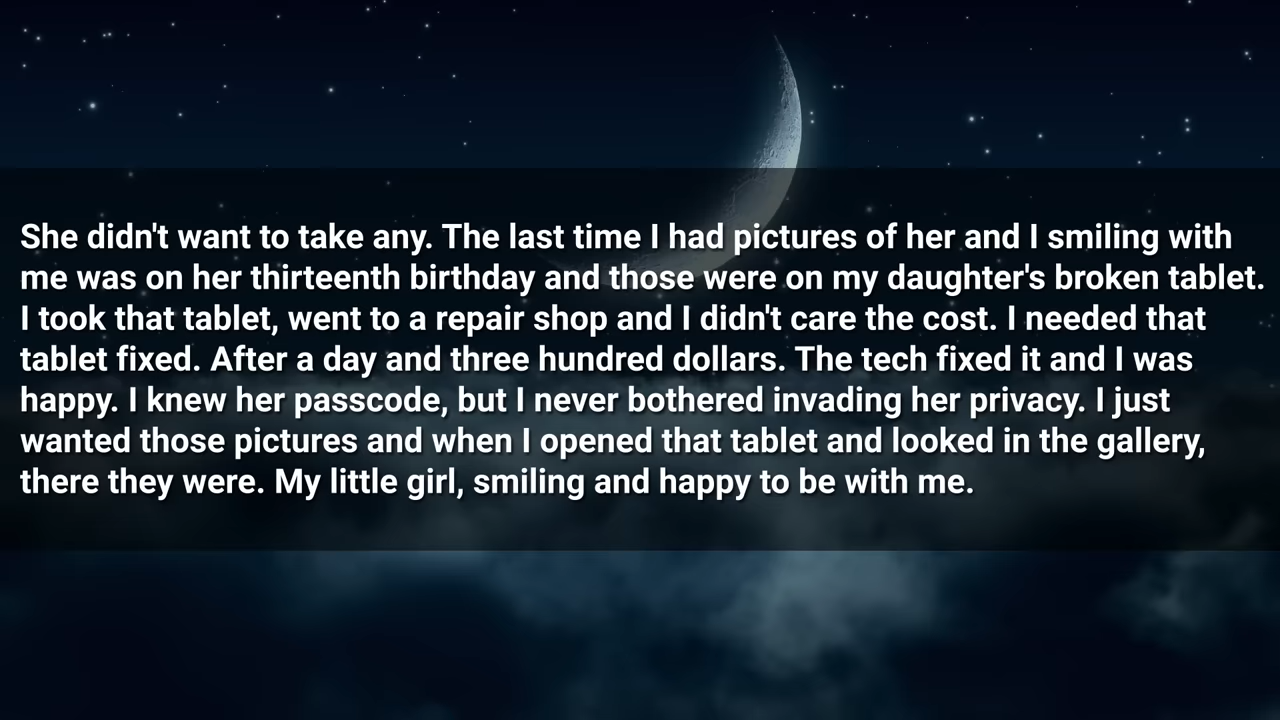 She didn't want to take any. The last time I had pictures of her and I smiling with
me was on her thirteenth birthday and those were on my daughter's broken tablet.
I took that tablet, went to a repair shop and I didn't care the cost. I needed that
tablet fixed. After a day and three hundred dollars. The tech fixed it and I was
happy. I knew her passcode, but I never bothered invading her privacy. I just
wanted those pictures and when I opened that tablet and looked in the gallery,
there they were. My little girl, smiling and happy to be with me.